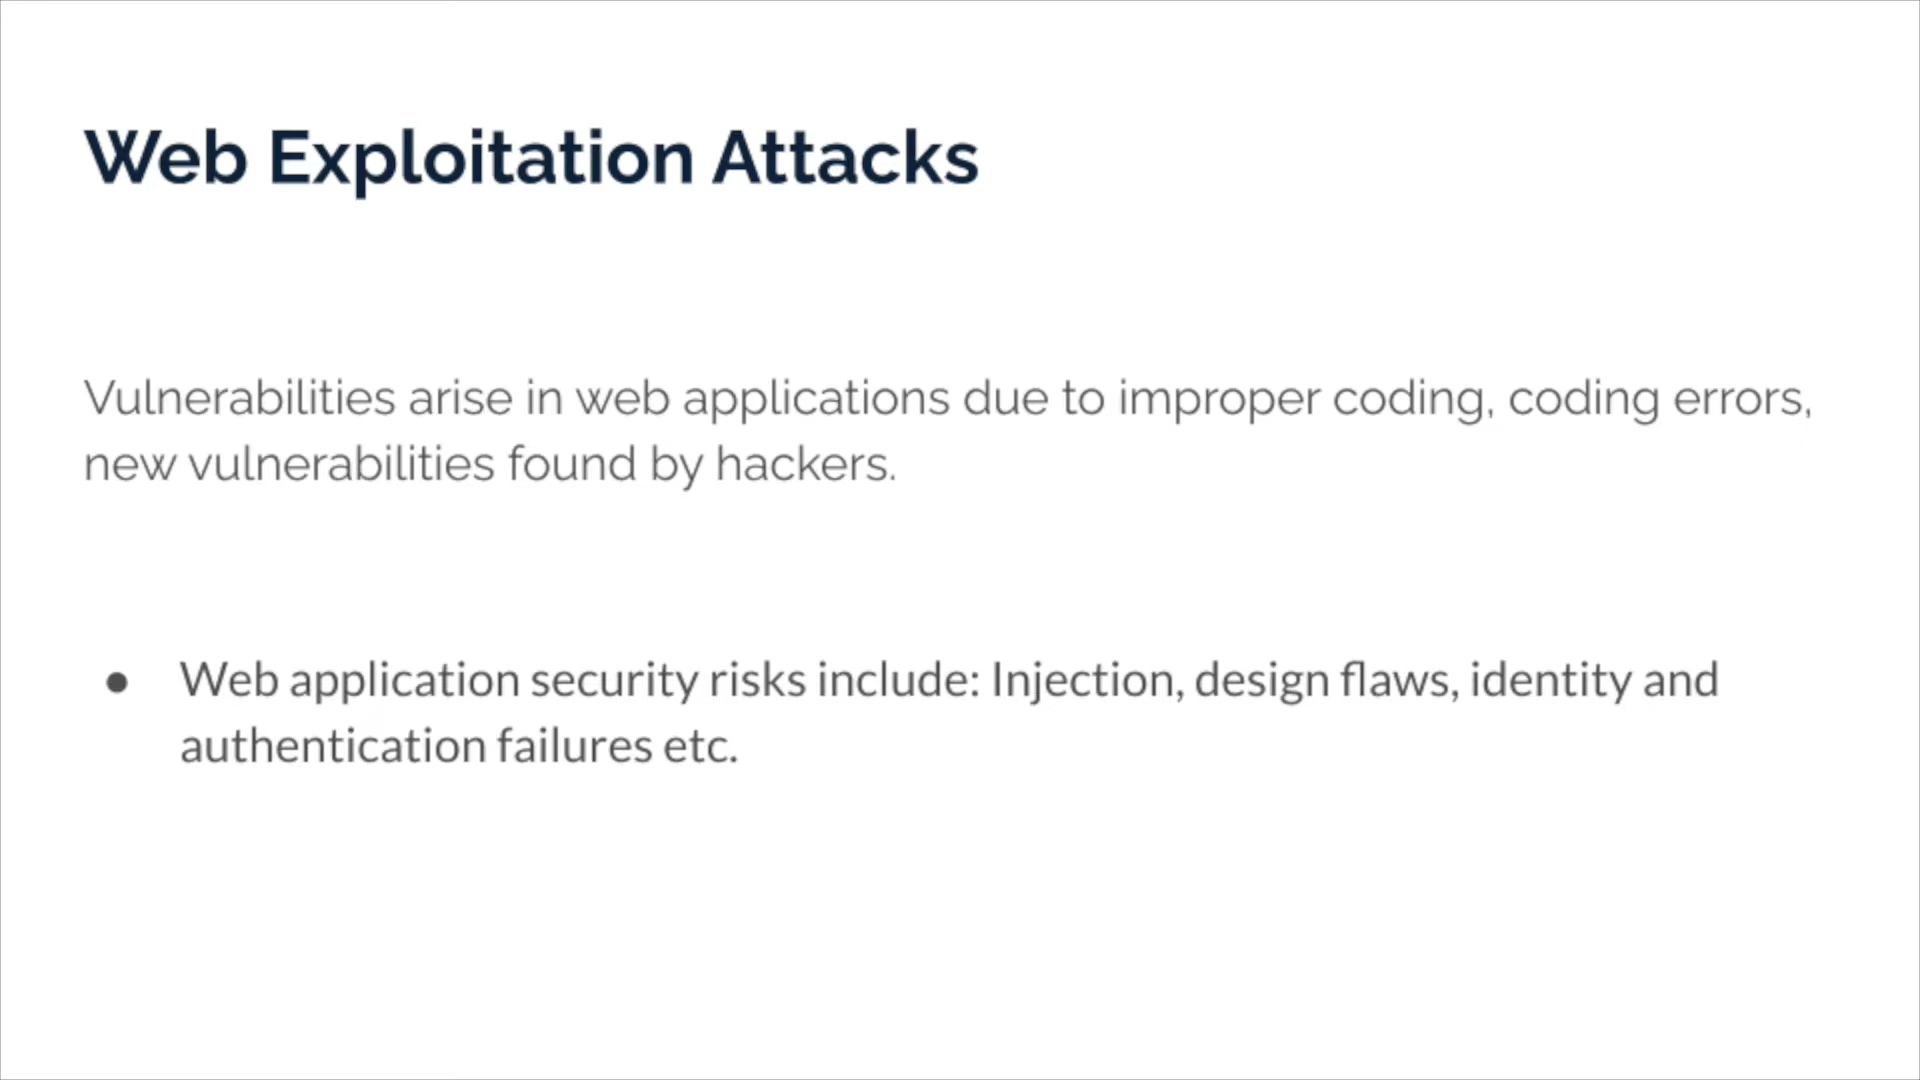 Web Exploitation Attacks
Vulnerabilities arise in web applications due to improper coding, coding errors,
new vulnerabilities found by hackers.
● Web application security risks include: Injection, design flaws, identity and
authentication failures etc.